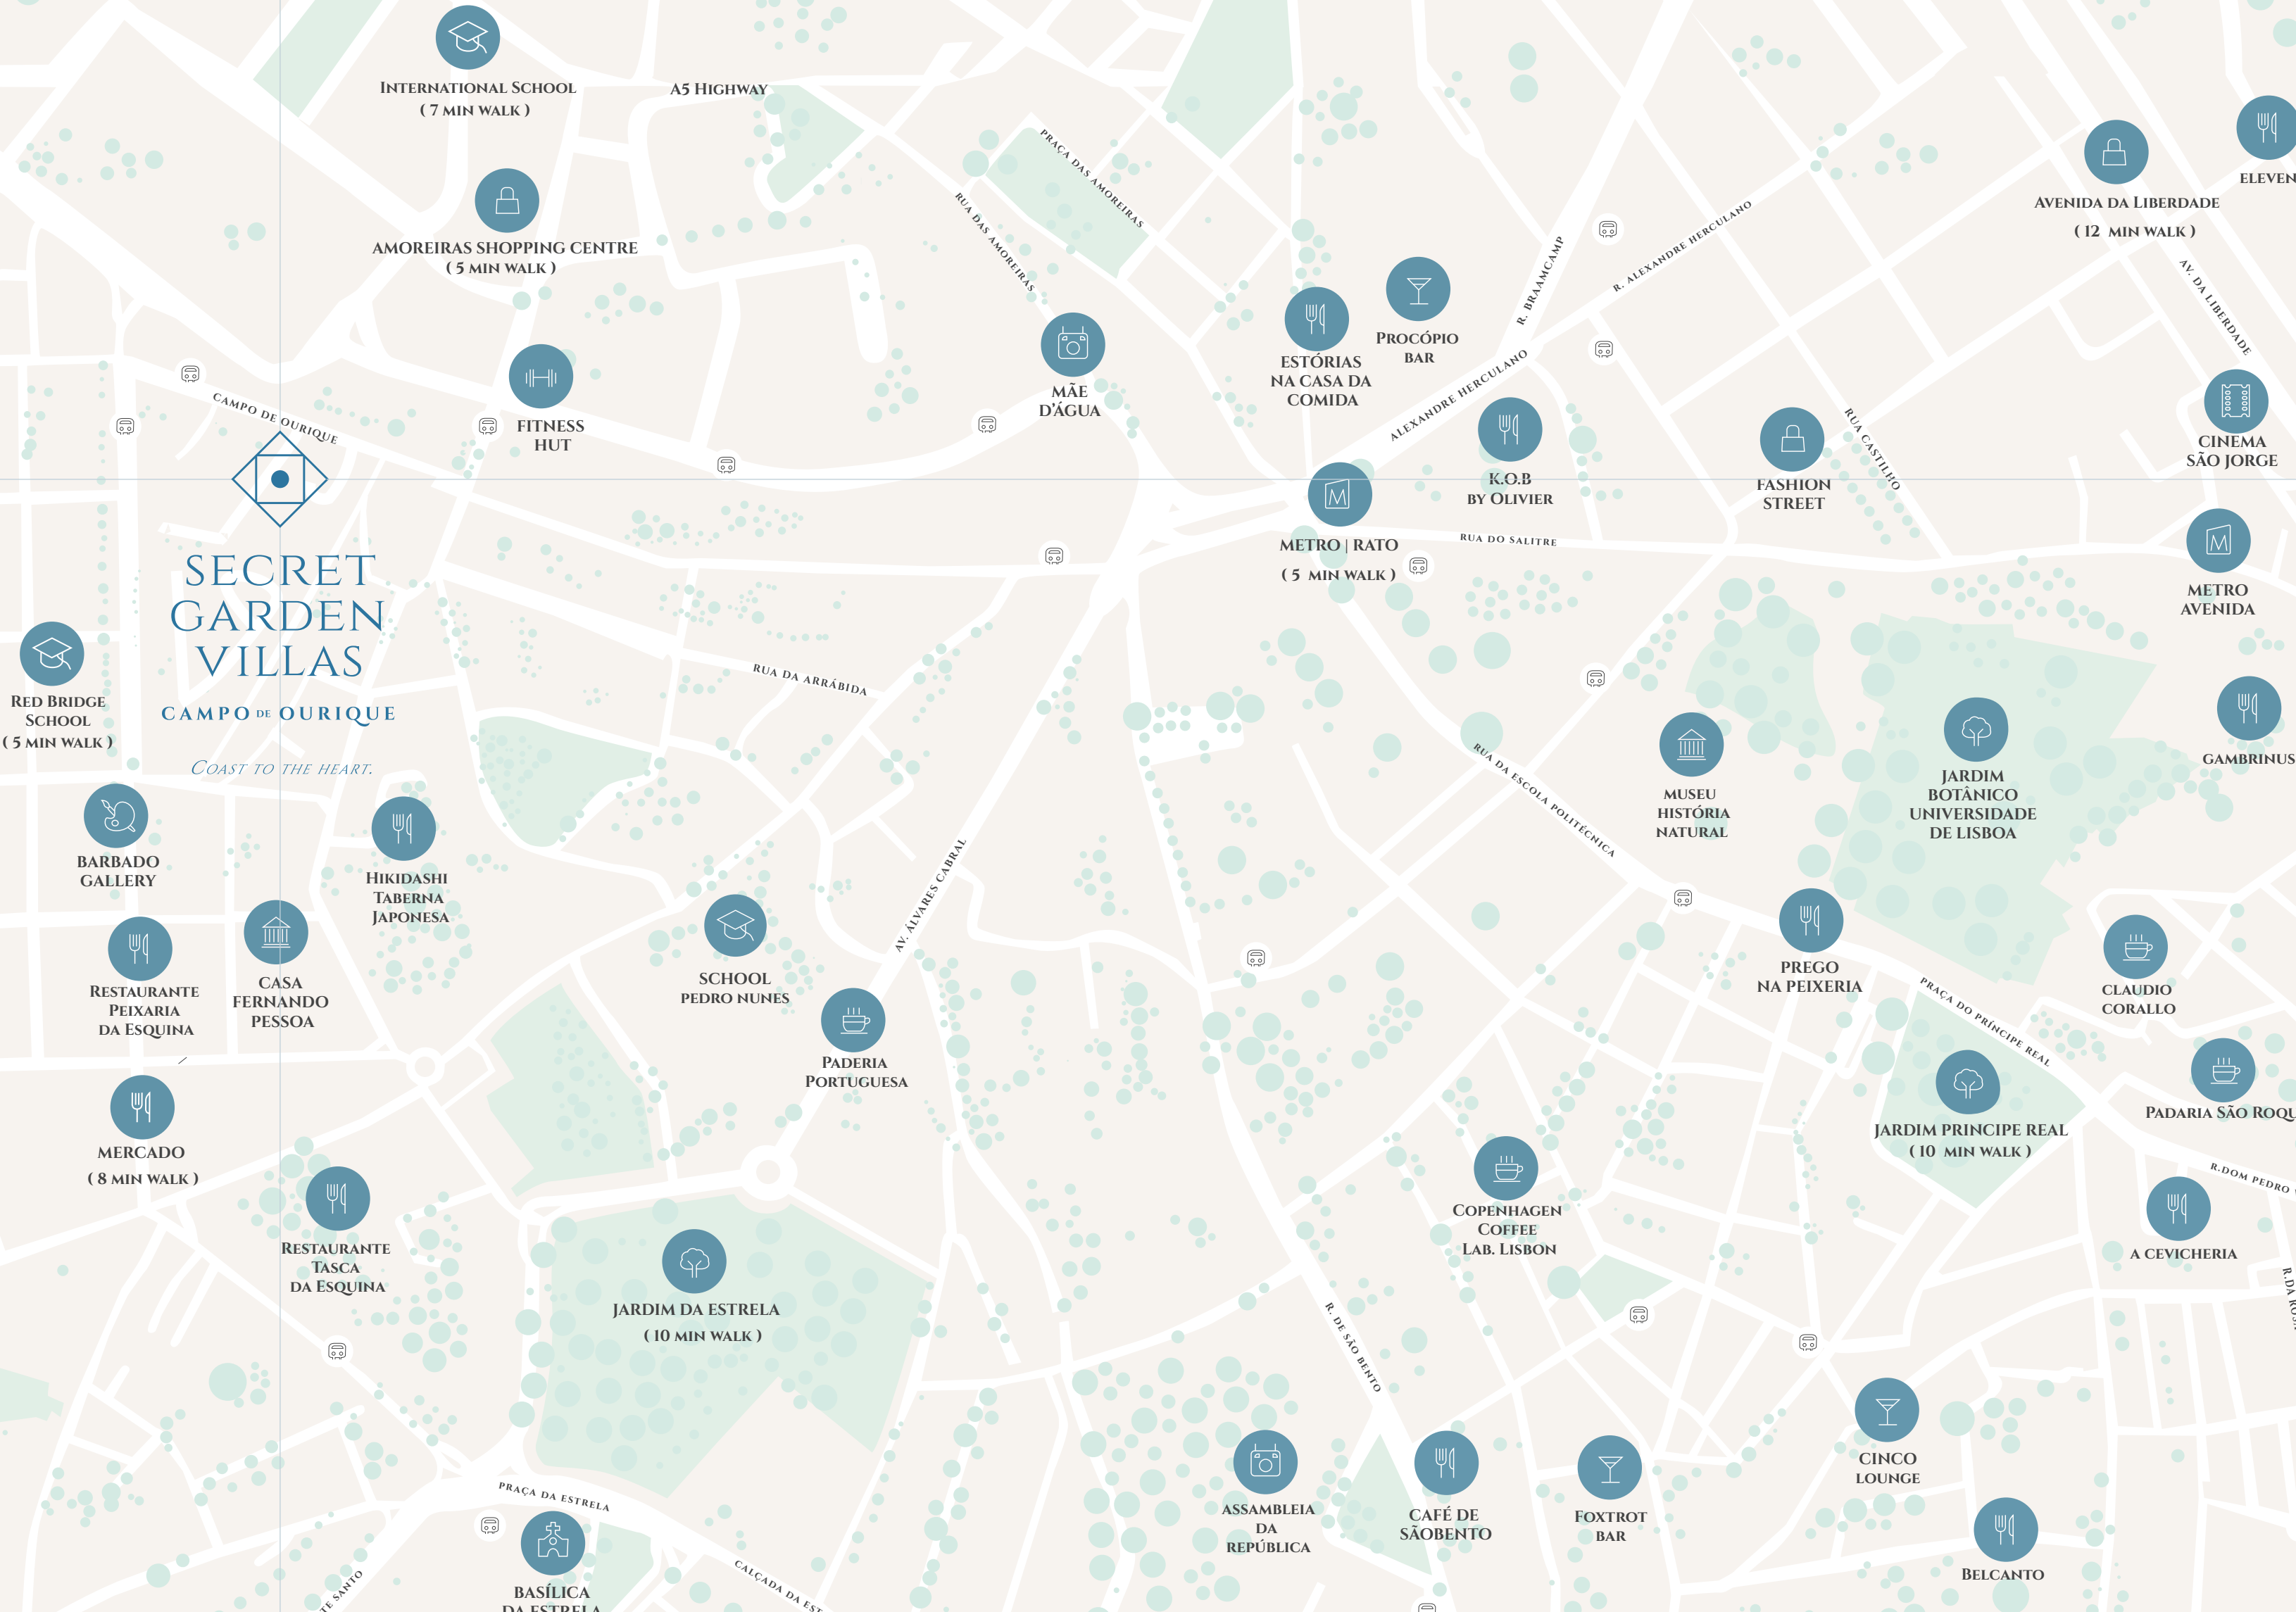 International School
( 7 min walk )
A5 Highway
AMOREIRAS SHOPPING CENTRE
( 5 min walk )
PRAÇA DAS AMOREIRAS
RUA DAS AMOREIRAS
R. BRAAMCAMP
R. ALEXANDRE HERCULANO
Avenida da Liberdade
( 12 min walk )
ELEVEN
AV. DA LIBERDADE
FITNESS
HUT
CAMPO DE OURIQUE
MÃE
D'ÁGUA
ESTÓRIAS
NA CASA DA
COMIDA
Procópio
bar
ALEXANDRE HERCULANO
K.O.B
by Olivier
FASHION
STREET
RUA CASTILHO
CINEMA
SÃO JORGE
SECRET
GARDEN
VILLAS
CAMPO DE OURIQUE
Coast to the heart.
METRO | RATO
( 5 min walk )
RUA DO SALITRE
METRO
AVENIDA
Red Bridge
School
( 5 min walk )
RUA DA ARRÁBIDA
RUA DA ESCOLA POLITÉCNICA
museu
história
natural
JARDIM
BOTÂNICO
UNIVERSIDADE
DE LISBOA
GAMBRINUS
BARBADO
GALLERY
Hikidashi
Taberna
Japonesa
AV. ÁLVARES CABRAL
Restaurante
Peixaria
da Esquina
CASA
FERNANDO
PESSOA
SCHOOL
pedro nunes
Paderia
Portuguesa
PREGO
NA PEIXERIA
PRAÇA DO PRÍNCIPE REAL
claudio
corallo
MERCADO
( 8 min walk )
JARDIM PRINCIPE REAL
( 10 min walk )
Padaria São Roqu
R.DOM PEDRO
Restaurante
Tasca
da Esquina
Copenhagen
Coffee
Lab. Lisbon
A CEVICHERIA
JARDIM DA ESTRELA
( 10 min walk )
R. DE SÃO BENTO
CINCO
lounge
PRAÇA DA ESTRELA
ASSAMBLEIA
DA
REPÚBLICA
CAFÉ DE
SÃOBENTO
Foxtrot
bar
Belcanto
BASÍLICA
DA ESTRELA
CALÇADA DA EST
TE SANTO